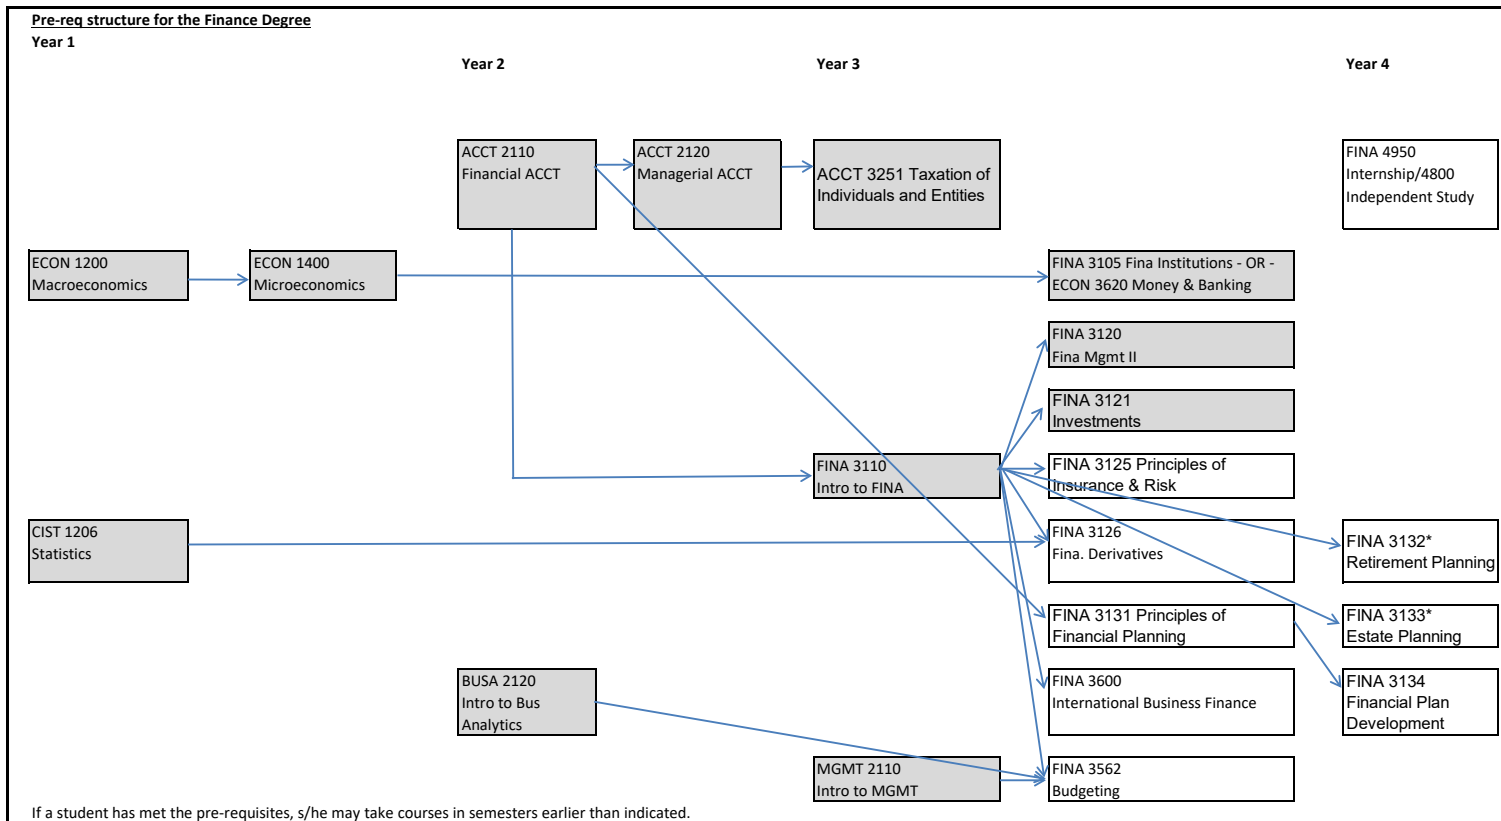 Pre-req structure for the Finance Degree
Year 1
Year 2
Year 3
Year 4
ACCT 2110
Financial ACCT
ACCT 2120
Managerial ACCT
ACCT 3251 Taxation of
Individuals and Entities
FINA 4950
Internship/4800
Independent Study
ECON 1200
Macroeconomics
ECON 1400
Microeconomics
FINA 3105 Fina Institutions - OR -
ECON 3620 Money & Banking
FINA 3120
Fina Mgmt II
FINA 3121
Investments
FINA 3110
Intro to FINA
FINA 3125 Principles of
Insurance & Risk
CIST 1206
Statistics
FINA 3126
Fina. Derivatives
FINA 3132*
Retirement Planning
FINA 3131 Principles of
Financial Planning
FINA 3133*
Estate Planning
BUSA 2120
Intro to Bus
Analytics
FINA 3600
International Business Finance
FINA 3134
Financial Plan
Development
MGMT 2110
Intro to MGMT
FINA 3562
Budgeting
If a student has met the pre-requisites, s/he may take courses in semesters earlier than indicated.